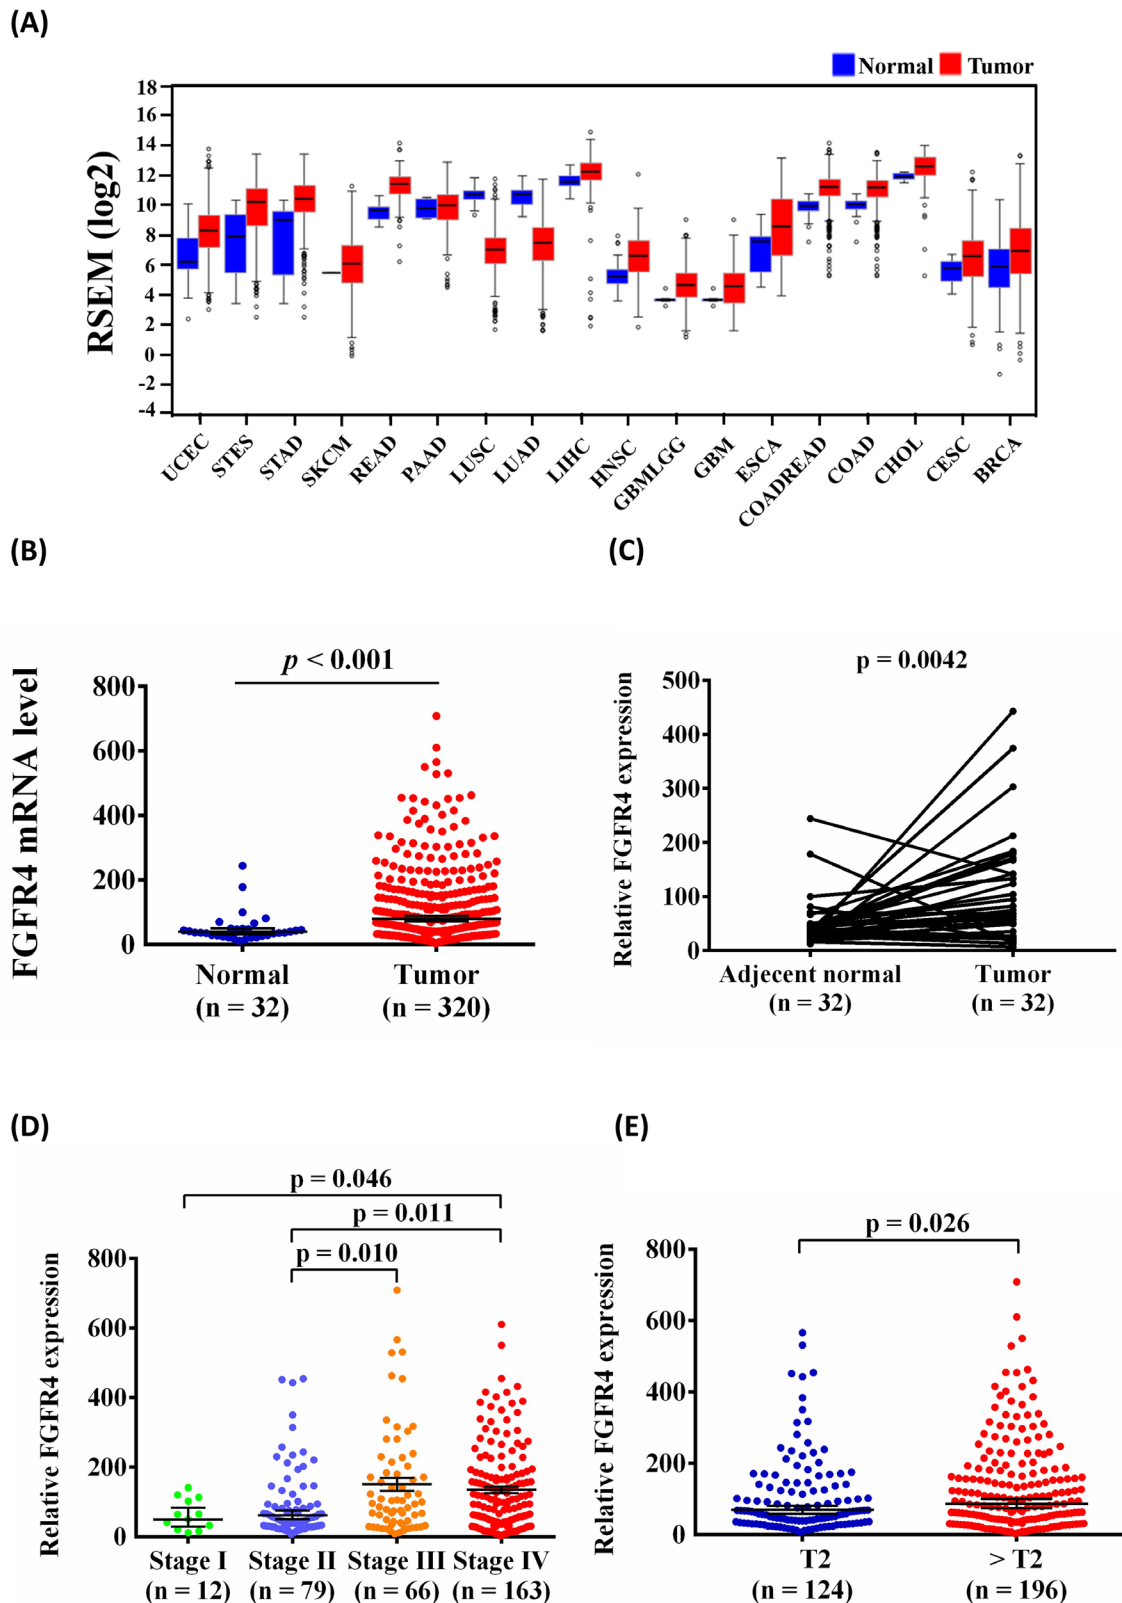 (A)
Normal Tumor
RSEM (log2)
18
16
14
12
10
8
6
4
2
0
-2
-4
UCEC STES STAD SKCM READ PAAD LUSC LUAD LIHC HNSC GBMLGG GBM ESCA COADREAD COAD CHOL CESC BRCA
(B)
p < 0.001
FGFR4 mRNA level
800
600
400
200
0
Normal Tumor
(n = 32) (n = 320)
(C)
p = 0.0042
Relative FGFR4 expression
500
400
300
200
100
0
Adjecent normal Tumor
(n = 32) (n = 32)
(D)
p = 0.046
p = 0.011
p = 0.010
Relative FGFR4 expression
800
600
400
200
0
Stage I Stage II Stage III Stage IV
(n = 12) (n = 79) (n = 66) (n = 163)
(E)
p = 0.026
Relative FGFR4 expression
800
600
400
200
0
T2 > T2
(n = 124) (n = 196)